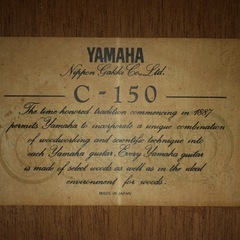 YAMAHA
Nippon Gakki Co., Ltd.
C-150
The time honored tradition commencing in 1887
permits Yamaha to incorporate a unique combination
of woodworking and scientific technique into
each Yamaha guitar. Every Yamaha guitar
is made of select woods as well as in the ideal
environment for woods.
MADE IN JAPAN